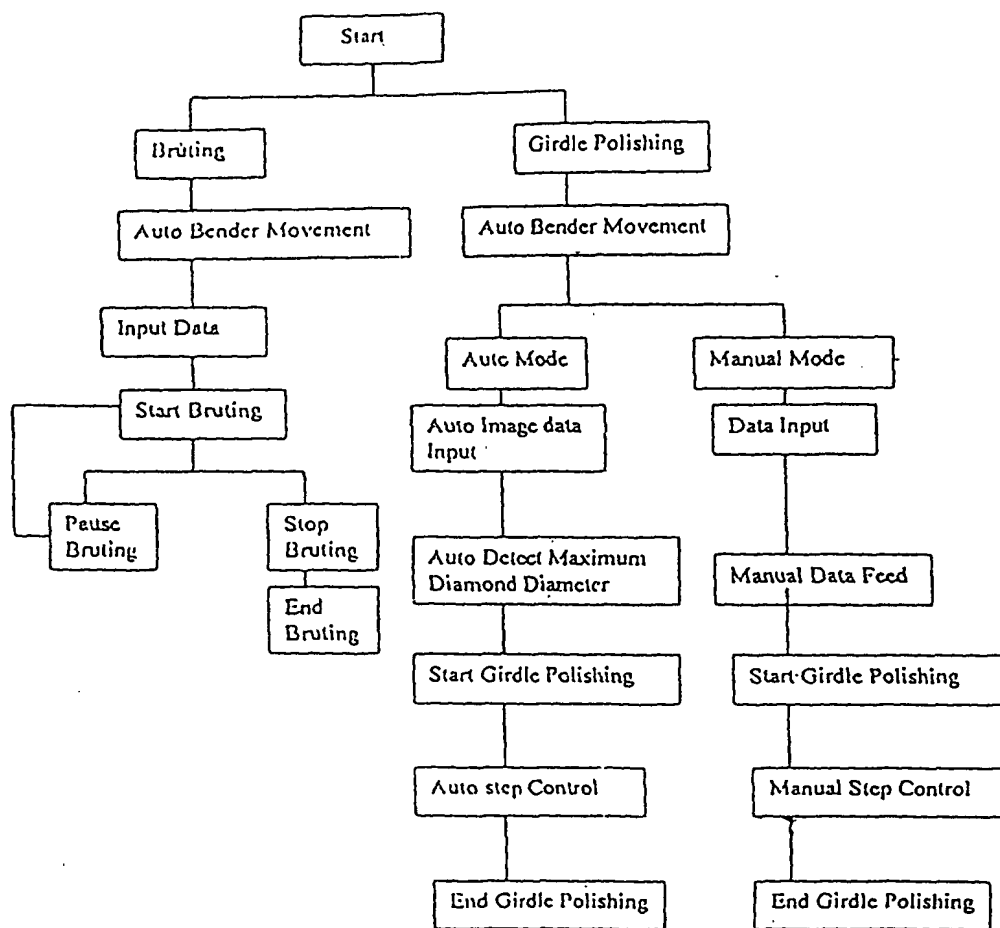 Start
Bruting
Girdle Polishing
Auto Bender Movement
Auto Bender Movement
Input Data
Auto Mode
Manual Mode
Start Bruting
Auto Image data
Input
Data Input
Pause
Bruting
Stop
Bruting
Auto Detect Maximum
Diamond Diameter
Manual Data Feed
End
Bruting
Start Girdle Polishing
Start Girdle Polishing
Auto step Control
Manual Step Control
End Girdle Polishing
End Girdle Polishing